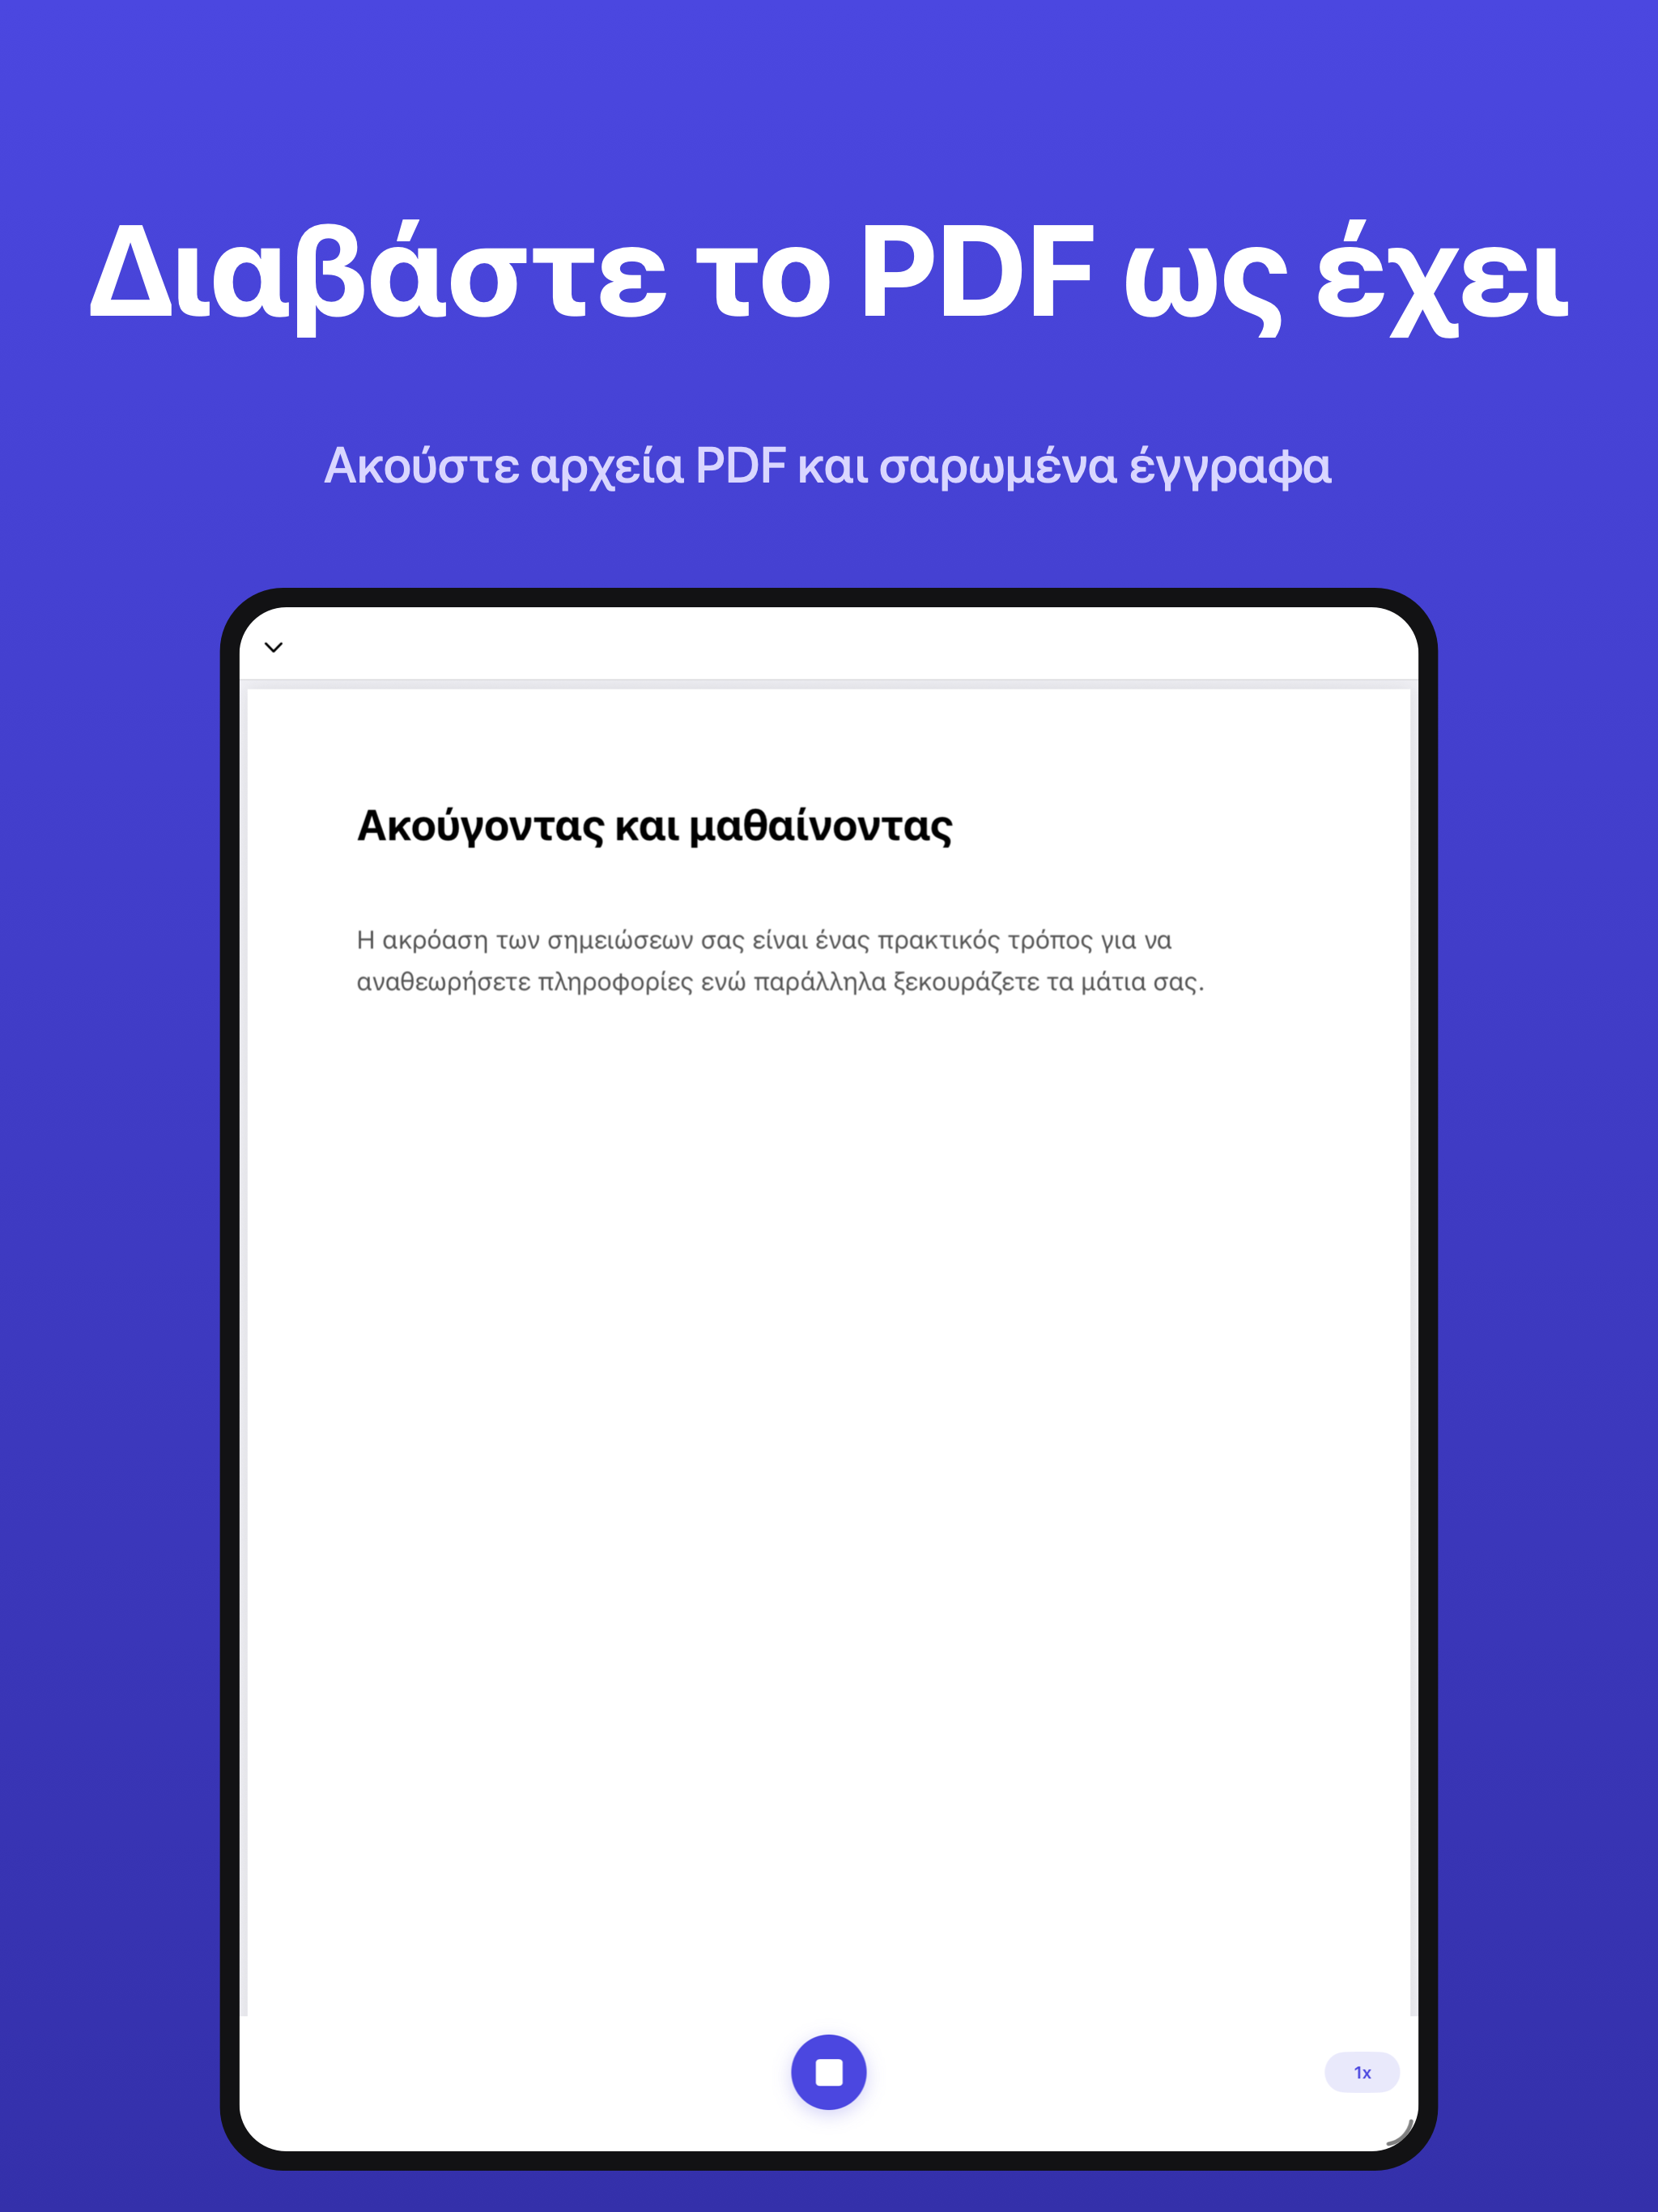 Διαβάστε το PDF ως έχει
Ακούστε αρχεία PDF και σαρωμένα έγγραφα
Ακούγοντας και μαθαίνοντας
Η ακρόαση των σημειώσεων σας είναι ένας πρακτικός τρόπος για να
αναθεωρήσετε πληροφορίες ενώ παράλληλα ξεκουράζετε τα μάτια σας.
1x